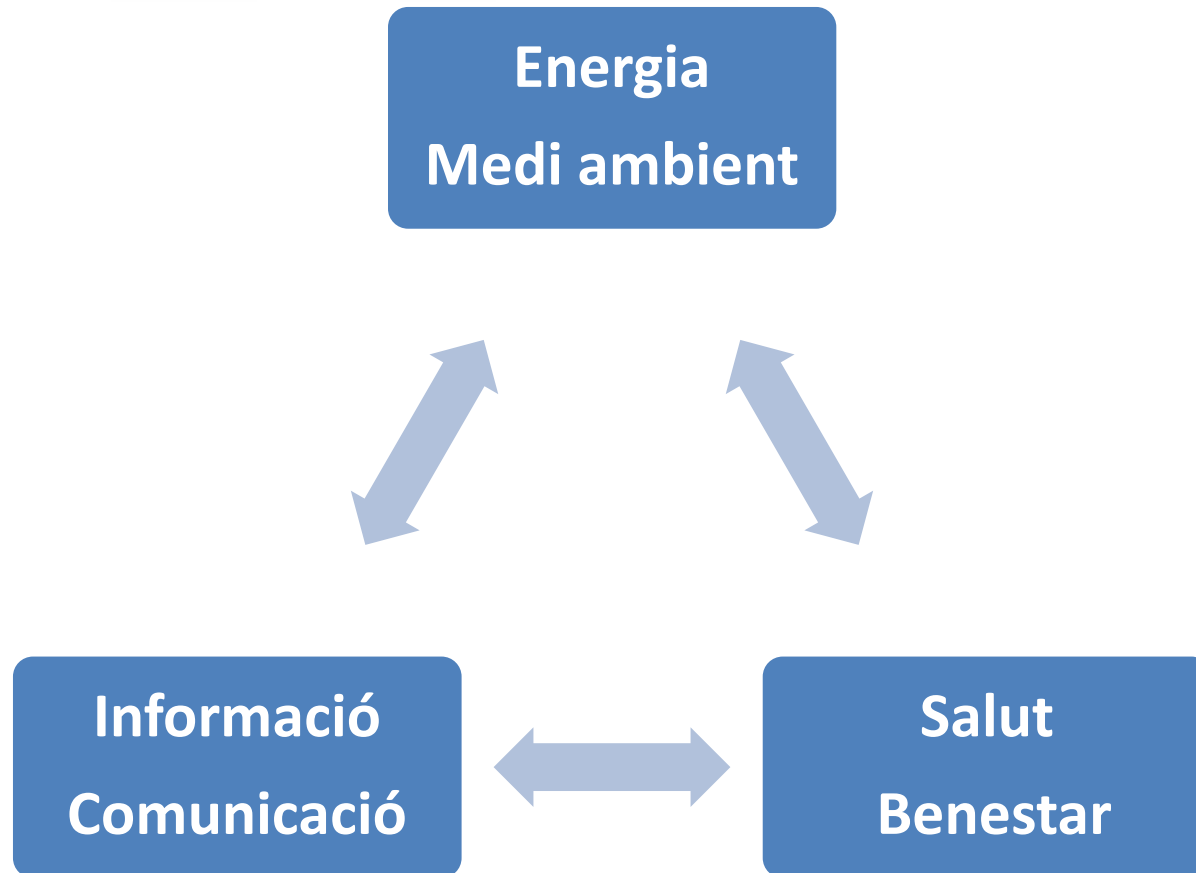 Energia
Medi ambient
Informació
Comunicació
Salut
Benestar